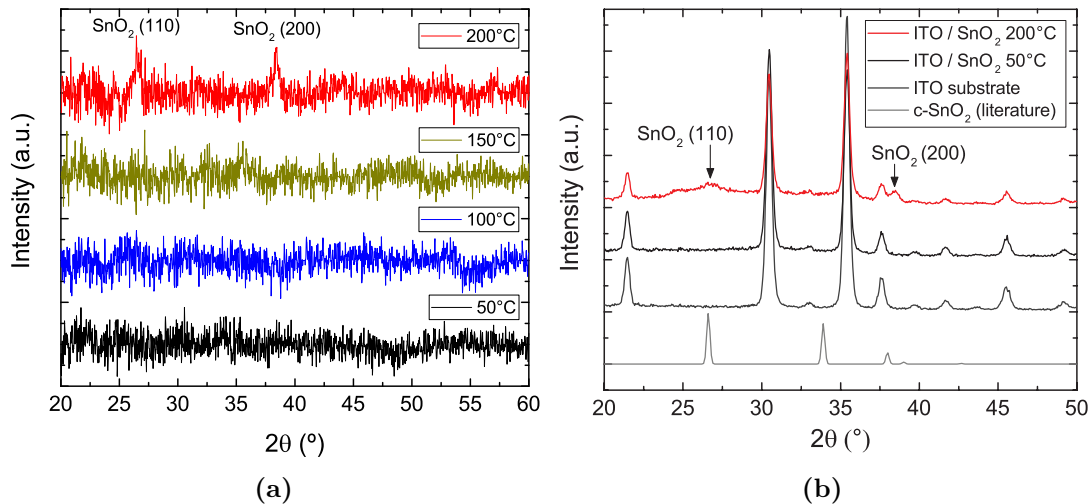 SnO₂ (110)
SnO₂ (200)
200°C
150°C
100°C
50°C
Intensity (a.u.)
20 25 30 35 40 45 50 55 60
2θ (º)
(a)
ITO / SnO₂ 200°C
ITO / SnO₂ 50°C
ITO substrate
c-SnO₂ (literature)
SnO₂ (110)
SnO₂ (200)
Intensity (a.u.)
20 25 30 35 40 45 50
2θ (°)
(b)